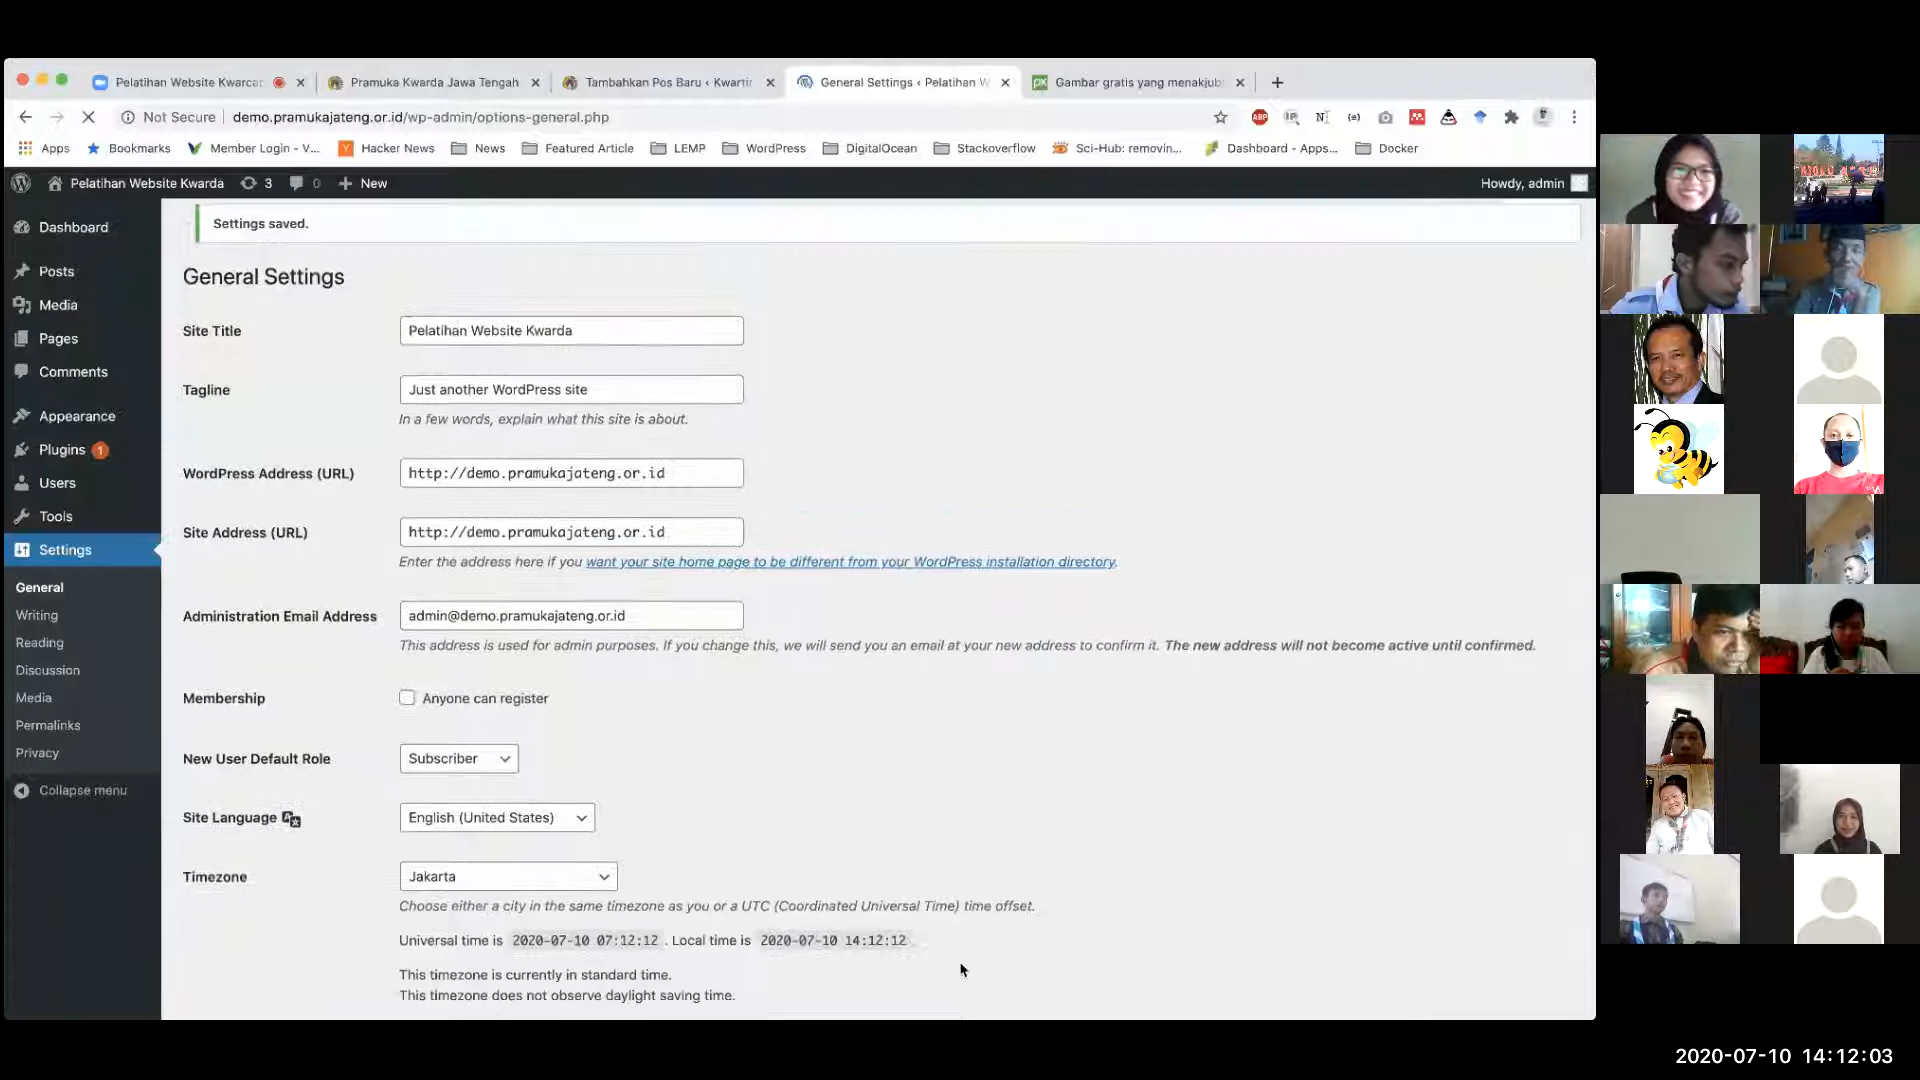 Pelatihan Website Kwarcar
Pramuka Kwarda Jawa Tengah
Tambahkan Pos Baru ‹ Kwartir
General Settings ‹ Pelatihan W
Gambar gratis yang menakjub
Not Secure
demo.pramukajateng.or.id/wp-admin/options-general.php
ABP
Apps
Bookmarks
Member Login - V...
Hacker News
News
Featured Article
LEMP
WordPress
DigitalOcean
Stackoverflow
Sci-Hub: removin...
Dashboard - Apps...
Docker
Pelatihan Website Kwarda
3
0
New
Howdy, admin
Dashboard
Posts
Media
Pages
Comments
Appearance
Plugins 1
Users
Tools
Settings
General
Writing
Reading
Discussion
Media
Permalinks
Privacy
Collapse menu
Settings saved.
General Settings
Site Title
Pelatihan Website Kwarda
Tagline
Just another WordPress site
In a few words, explain what this site is about.
WordPress Address (URL)
http://demo.pramukajateng.or.id
Site Address (URL)
http://demo.pramukajateng.or.id
Enter the address here if you want your site home page to be different from your WordPress installation directory.
Administration Email Address
admin@demo.pramukajateng.or.id
This address is used for admin purposes. If you change this, we will send you an email at your new address to confirm it. The new address will not become active until confirmed.
Membership
Anyone can register
New User Default Role
Subscriber
Site Language
English (United States)
Timezone
Jakarta
Choose either a city in the same timezone as you or a UTC (Coordinated Universal Time) time offset.
Universal time is 2020-07-10 07:12:12 . Local time is 2020-07-10 14:12:12 .
This timezone is currently in standard time.
This timezone does not observe daylight saving time.
2020-07-10 14:12:03